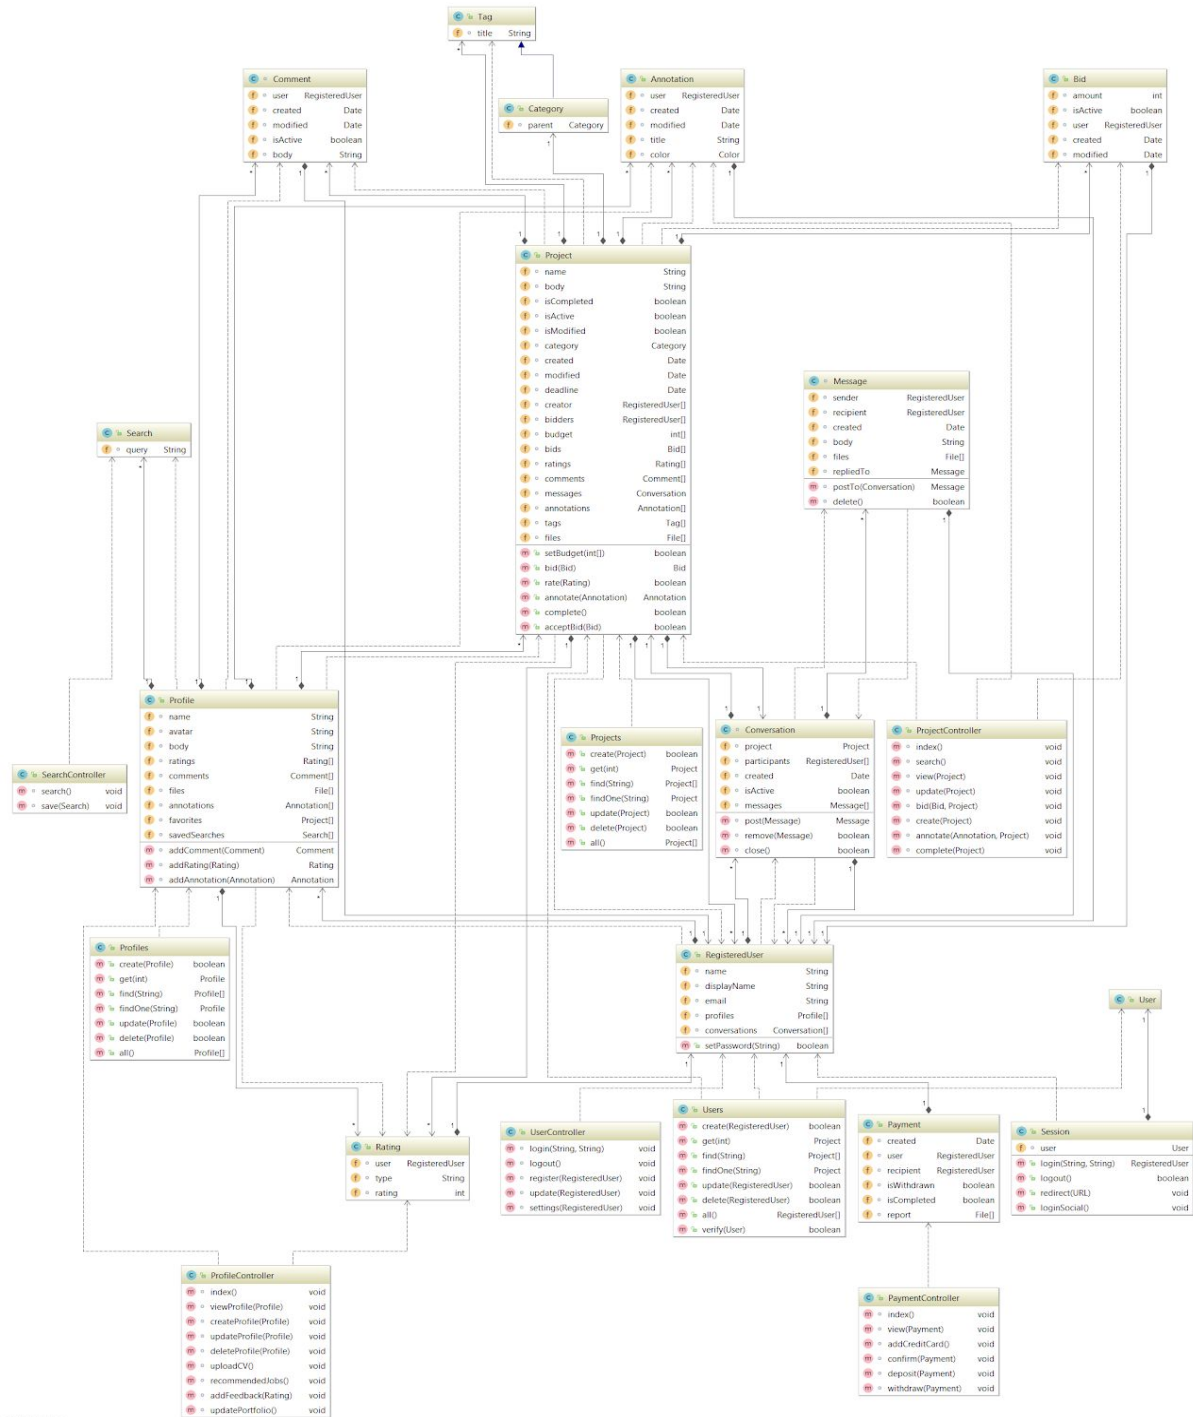 Tag
title String
Comment
user RegisteredUser
created Date
modified Date
isActive boolean
body String
Category
parent Category
Annotation
user RegisteredUser
created Date
modified Date
title String
color Color
Bid
amount int
isActive boolean
user RegisteredUser
created Date
modified Date
Project
name String
body String
isCompleted boolean
isActive boolean
isModified boolean
category Category
created Date
modified Date
deadline Date
creator RegisteredUser[]
bidders RegisteredUser[]
budget int[]
bids Bid[]
ratings Rating[]
comments Comment[]
messages Conversation
annotations Annotation[]
tags Tag[]
files File[]
setBudget(int[]) boolean
bid(Bid) Bid
rate(Rating) boolean
annotate(Annotation) Annotation
complete() boolean
acceptBid(Bid) boolean
Message
sender RegisteredUser
recipient RegisteredUser
created Date
body String
files File[]
repliedTo Message
postTo(Conversation) Message
delete() boolean
Search
query String
SearchController
search() void
save(Search) void
Profile
name String
avatar String
body String
ratings Rating[]
comments Comment[]
files File[]
annotations Annotation[]
favorites Project[]
savedSearches Search[]
addComment(Comment) Comment
addRating(Rating) Rating
addAnnotation(Annotation) Annotation
Projects
create(Project) boolean
get(int) Project
find(String) Project[]
findOne(String) Project
update(Project) boolean
delete(Project) boolean
all() Project[]
Conversation
project Project
participants RegisteredUser[]
created Date
isActive boolean
messages Message[]
post(Message) Message
remove(Message) boolean
close() boolean
ProjectController
index() void
search() void
view(Project) void
update(Project) void
bid(Bid, Project) void
create(Project) void
annotate(Annotation, Project) void
complete(Project) void
Profiles
create(Profile) boolean
get(int) Profile
find(String) Profile[]
findOne(String) Profile
update(Profile) boolean
delete(Profile) boolean
all() Profile[]
RegisteredUser
name String
displayName String
email String
profiles Profile[]
conversations Conversation[]
setPassword(String) boolean
User
Rating
user RegisteredUser
type String
rating int
UserController
login(String, String) void
logout() void
register(RegisteredUser) void
update(RegisteredUser) void
settings(RegisteredUser) void
Users
create(RegisteredUser) boolean
get(int) Project
find(String) Project[]
findOne(String) Project
update(RegisteredUser) boolean
delete(RegisteredUser) boolean
all() RegisteredUser[]
verify(User) boolean
Payment
created Date
user RegisteredUser
recipient RegisteredUser
isWithdrawn boolean
isCompleted boolean
report File[]
Session
user User
login(String, String) RegisteredUser
logout() boolean
redirect(URL) void
loginSocial() void
ProfileController
index() void
viewProfile(Profile) void
createProfile(Profile) void
updateProfile(Profile) void
deleteProfile(Profile) void
uploadCV() void
recommendedJobs() void
addFeedback(Rating) void
updatePortfolio() void
PaymentController
index() void
view(Payment) void
addCreditCard() void
confirm(Payment) void
deposit(Payment) void
withdraw(Payment) void